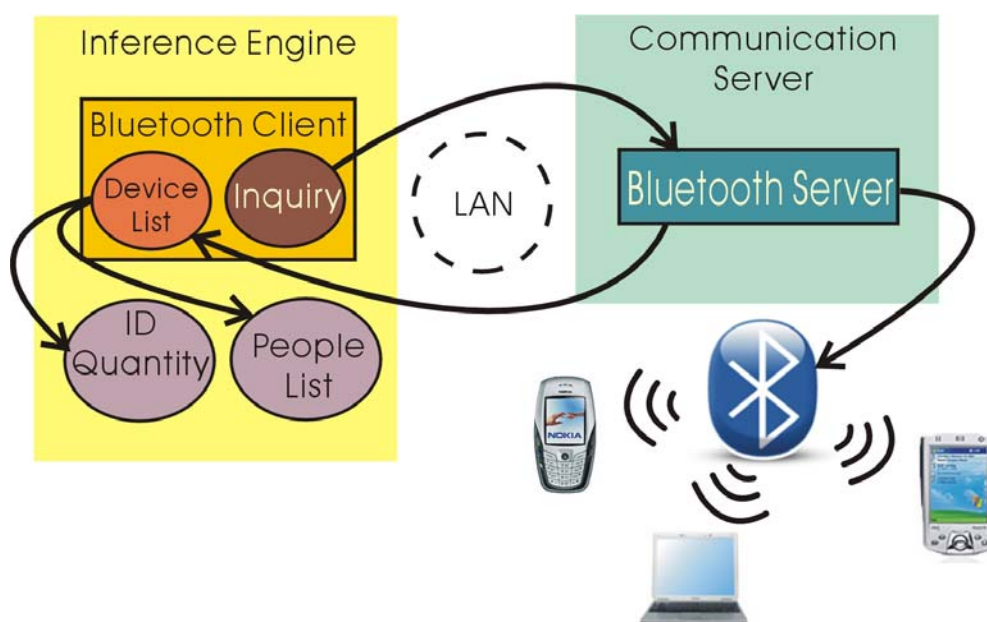 Inference Engine
Bluetooth Client
Device
List
Inquiry
ID
Quantity
People
List
LAN
Communication
Server
Bluetooth Server
NOKIA